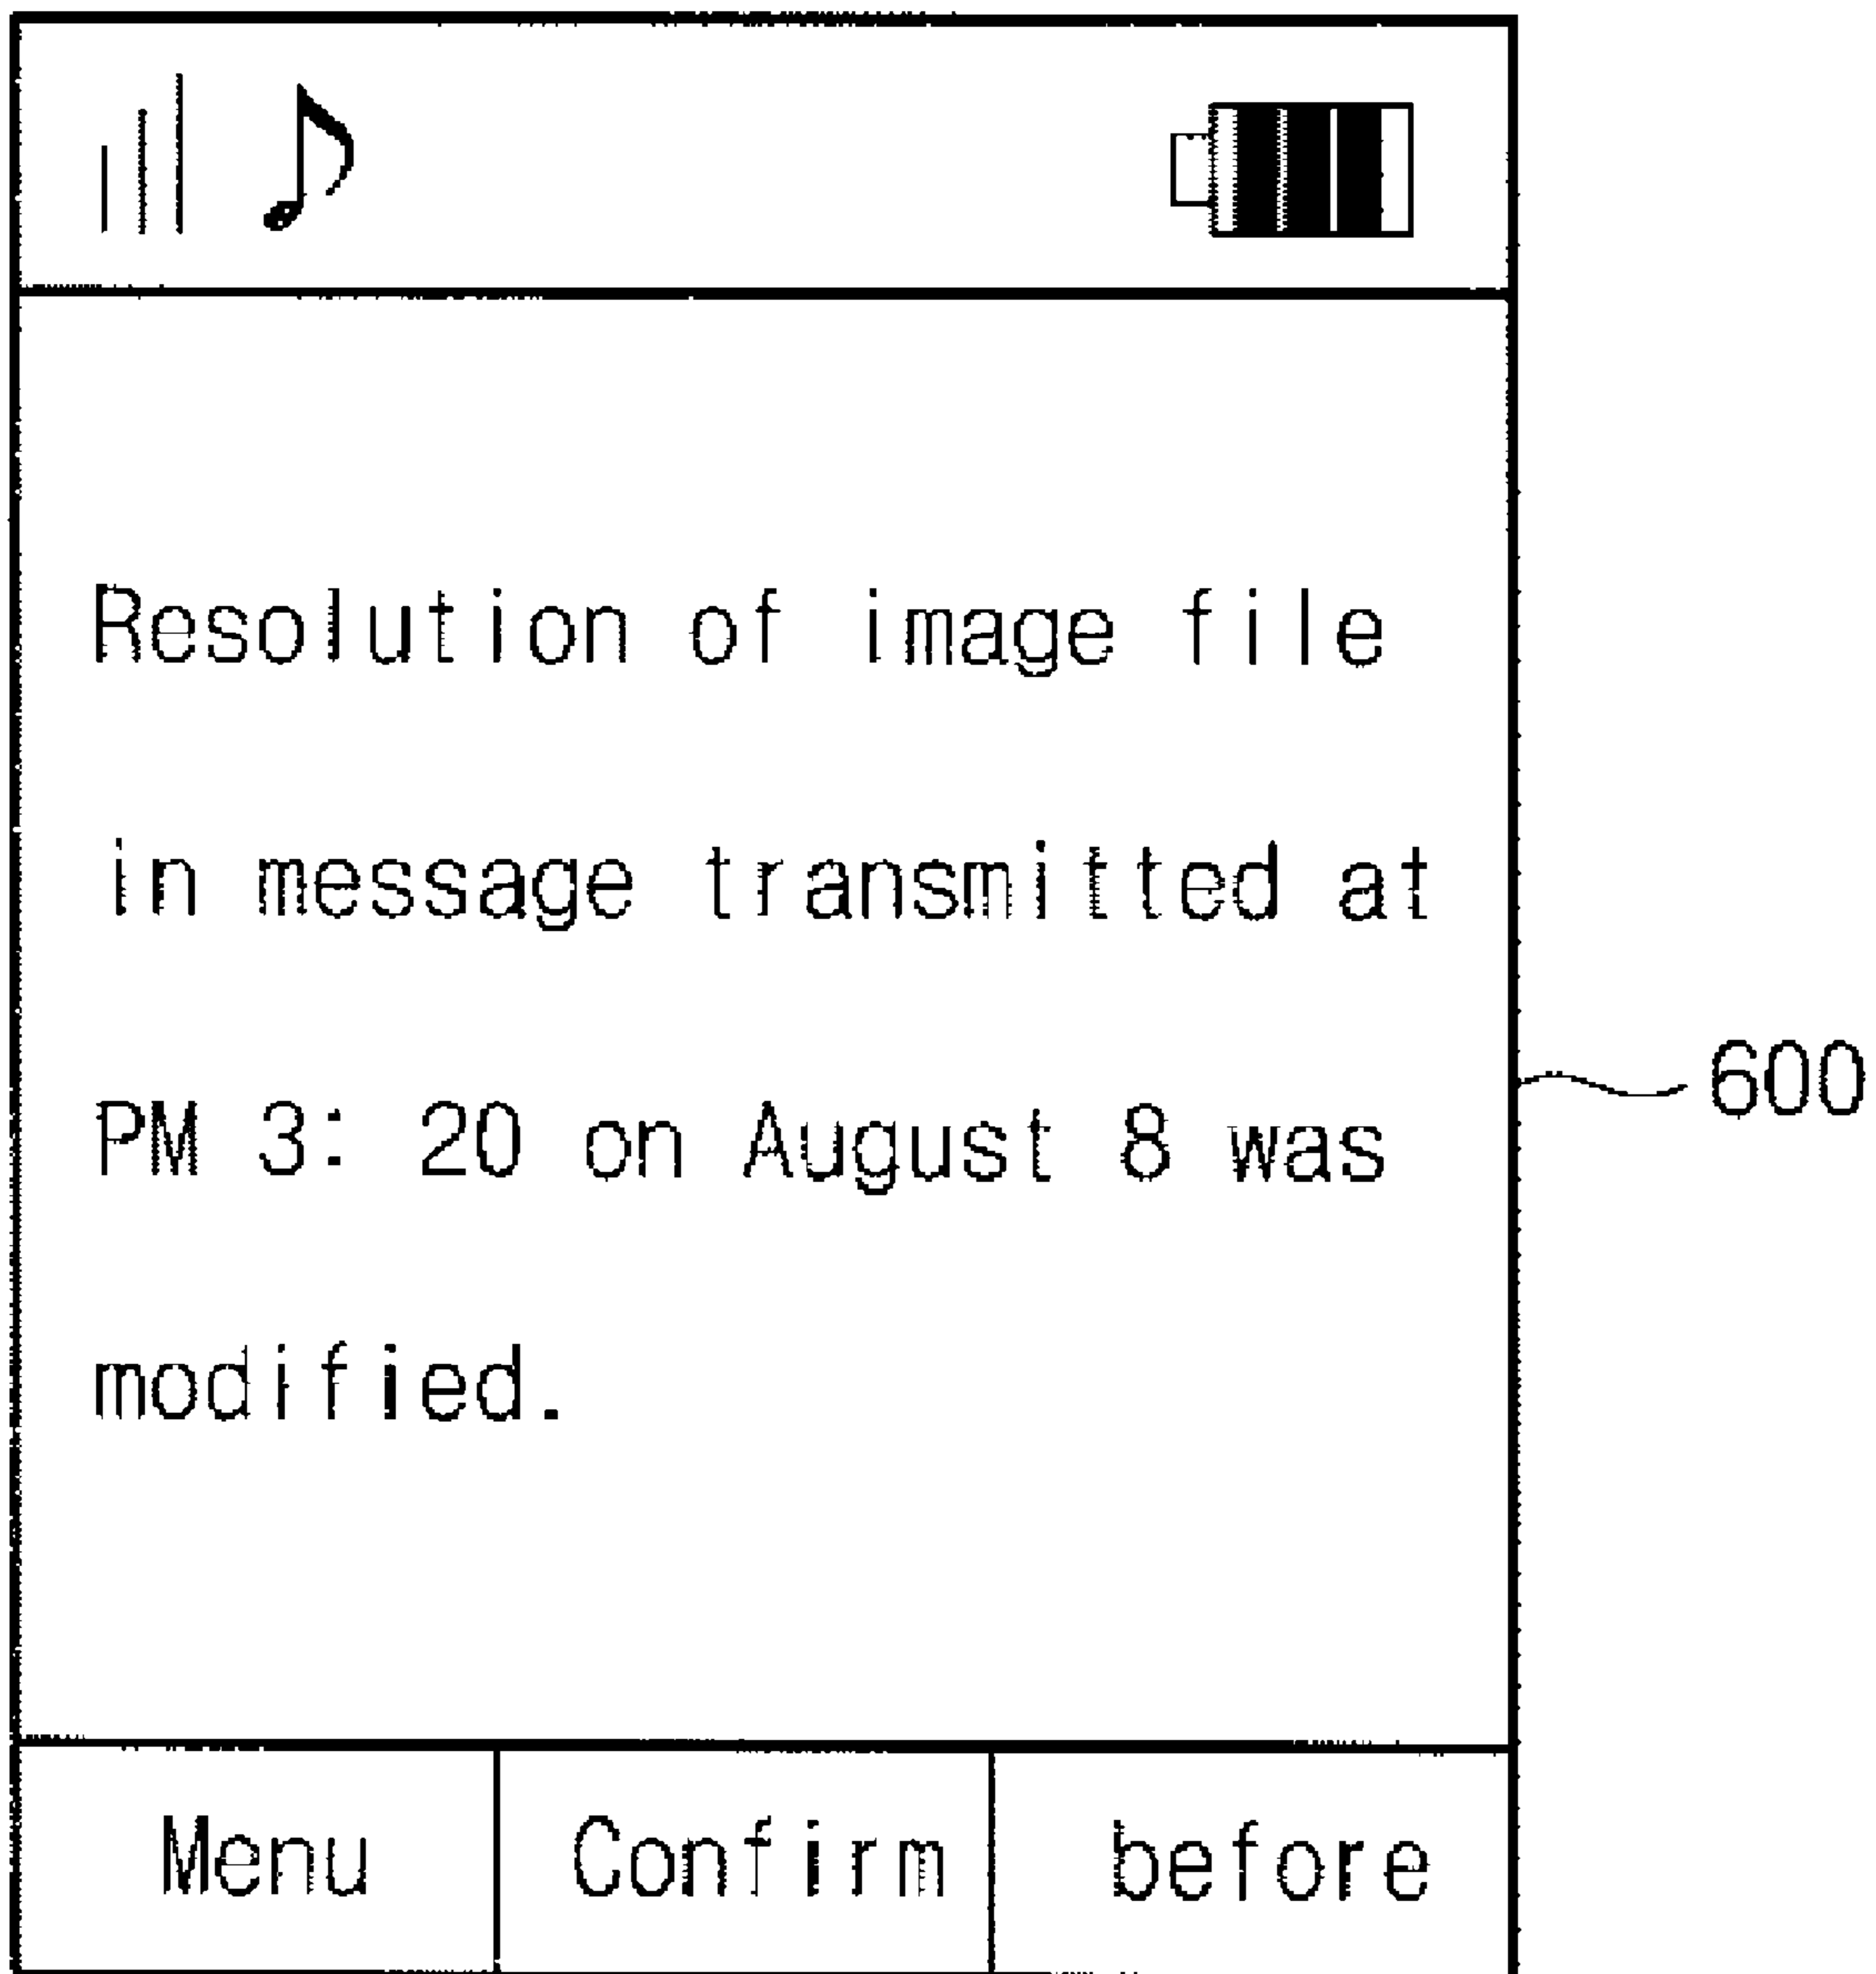 Resolution of image file
in message transmitted at
PM 3: 20 on August 8 was
modified.
600
Menu Confirm before